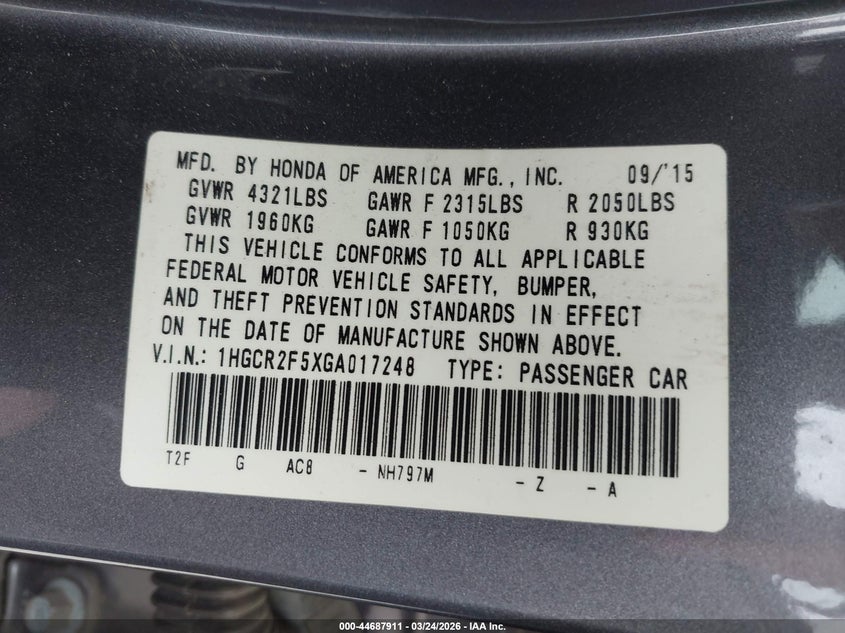 MFD. BY HONDA OF AMERICA MFG., INC. 09/'15
GVWR 4321LBS GAWR F 2315LBS R 2050LBS
GVWR 1960KG GAWR F 1050KG R 930KG
THIS VEHICLE CONFORMS TO ALL APPLICABLE
FEDERAL MOTOR VEHICLE SAFETY, BUMPER,
AND THEFT PREVENTION STANDARDS IN EFFECT
ON THE DATE OF MANUFACTURE SHOWN ABOVE.
V.I.N.: 1HGCR2F5XGA017248 TYPE: PASSENGER CAR
T2F G AC8 - NH797M - Z - A
000-44687911 - 03/24/2026 - IAA Inc.